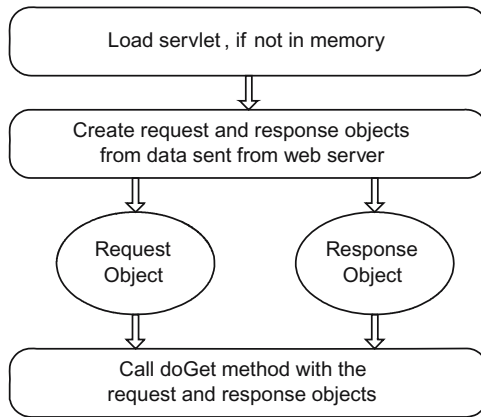 Load servlet, if not in memory
Create request and response objects
from data sent from web server
Request
Object
Response
Object
Call doGet method with the
request and response objects